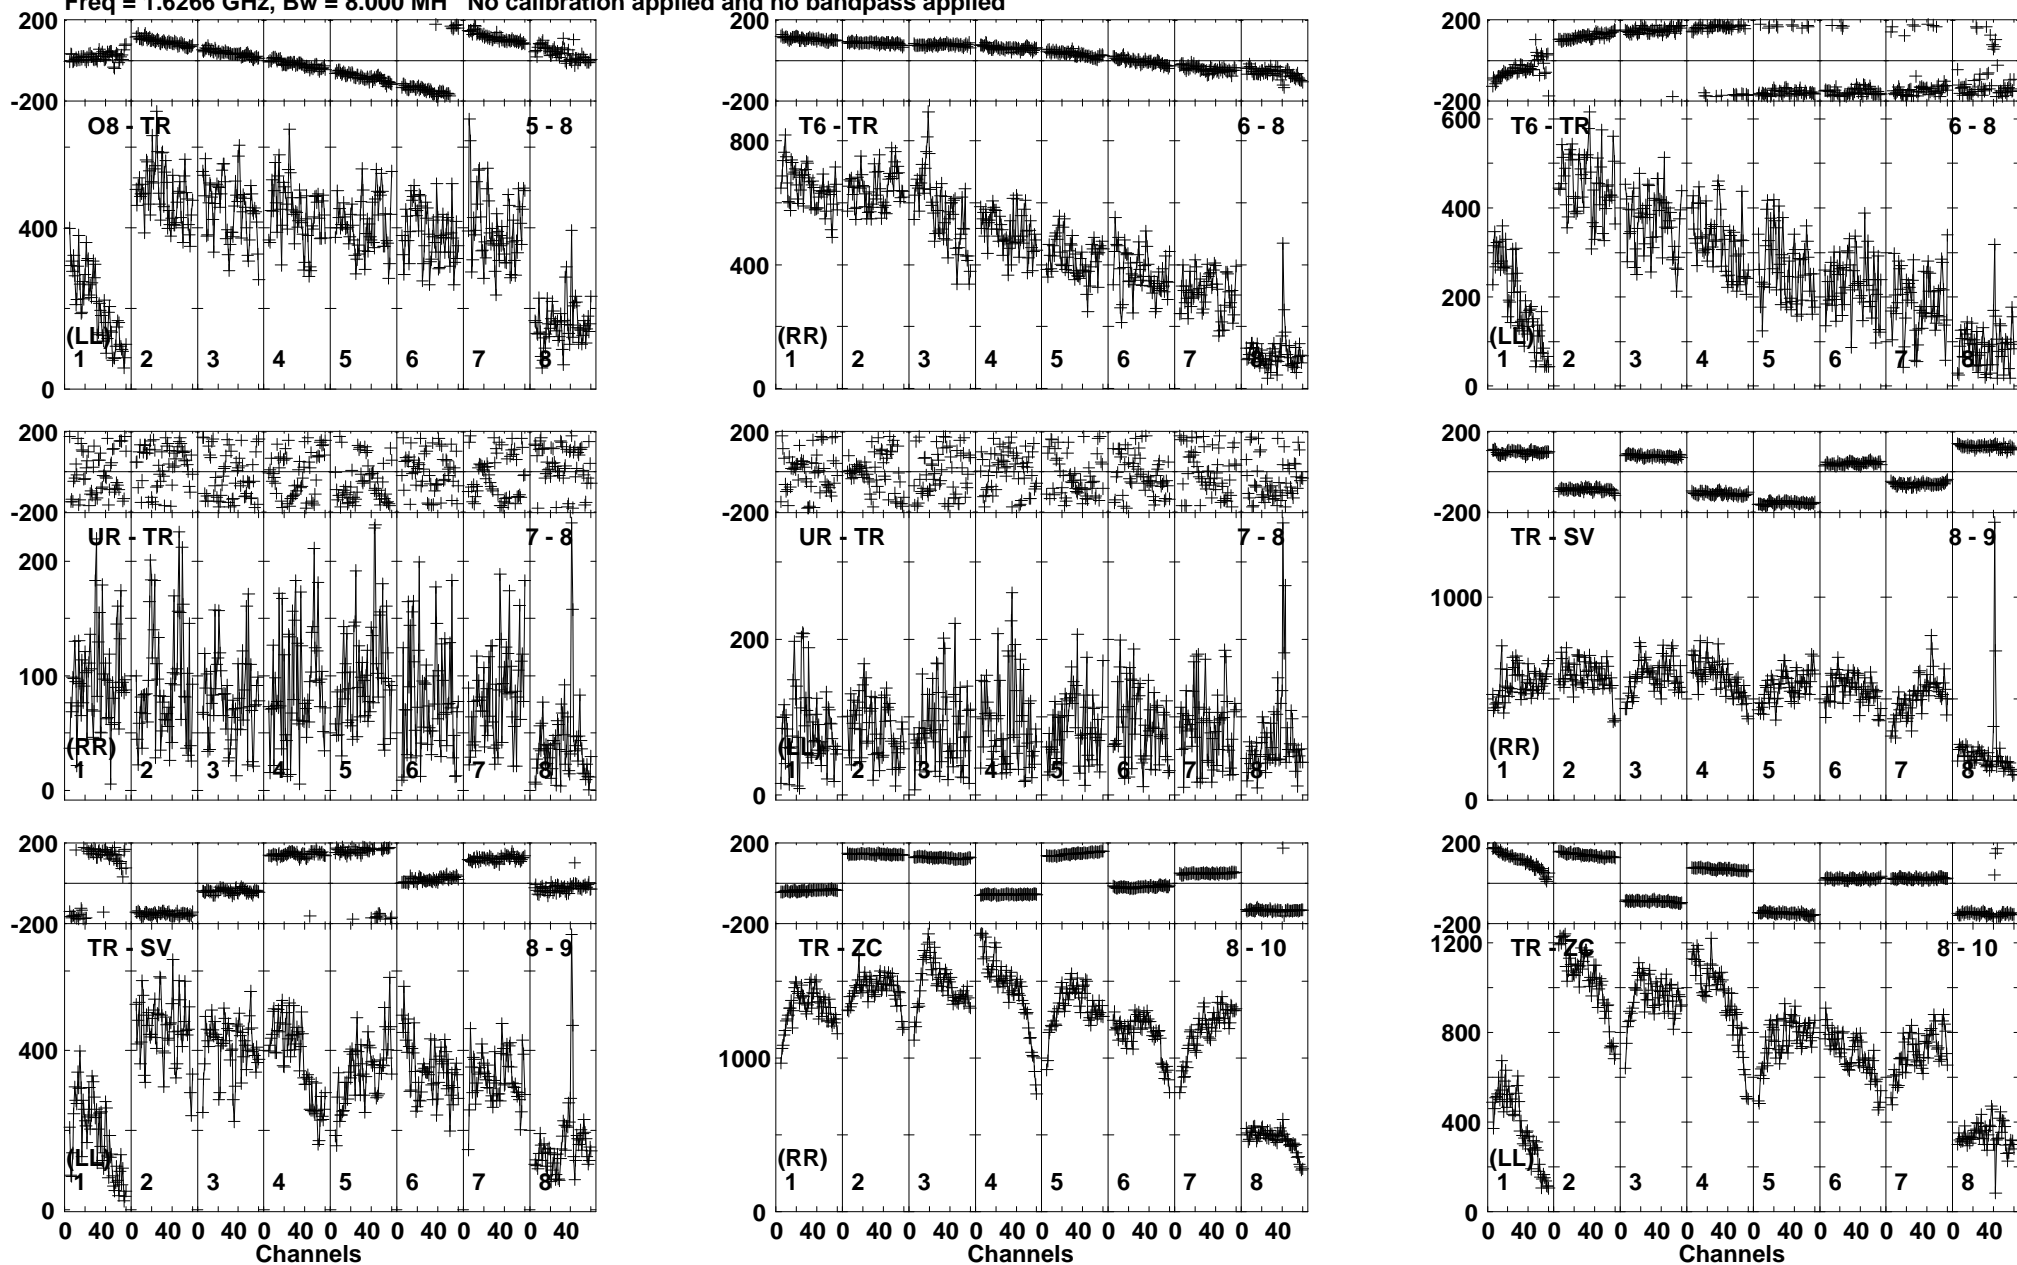 Freq = 1.6266 GHz, Bw = 8.000 MH No calibration applied and no bandpass applied
200
-200
O8 - TR 5 - 8
400
0
(LL)
1 2 3 4 5 6 7 8
200
-200
T6 - TR 6 - 8
800
400
0
(RR)
1 2 3 4 5 6 7 8
200
-200
T6 - TR 6 - 8
600
400
200
0
(LL)
1 2 3 4 5 6 7 8
200
-200
UR - TR 7 - 8
200
100
0
(RR)
1 2 3 4 5 6 7 8
200
-200
UR - TR 7 - 8
200
0
(LL)
1 2 3 4 5 6 7 8
200
-200
TR - SV 8 - 9
1000
0
(RR)
1 2 3 4 5 6 7 8
200
-200
TR - SV 8 - 9
400
0
(LL)
1 2 3 4 5 6 7 8
0 40 0 40 0 40 0 40 0 40 0 40 0 40 0 40
Channels
200
-200
TR - ZC 8 - 10
1000
0
(RR)
1 2 3 4 5 6 7 8
0 40 0 40 0 40 0 40 0 40 0 40 0 40 0 40
Channels
200
-200
TR - ZC 8 - 10
1200
800
400
0
(LL)
1 2 3 4 5 6 7 8
0 40 0 40 0 40 0 40 0 40 0 40 0 40 0 40
Channels